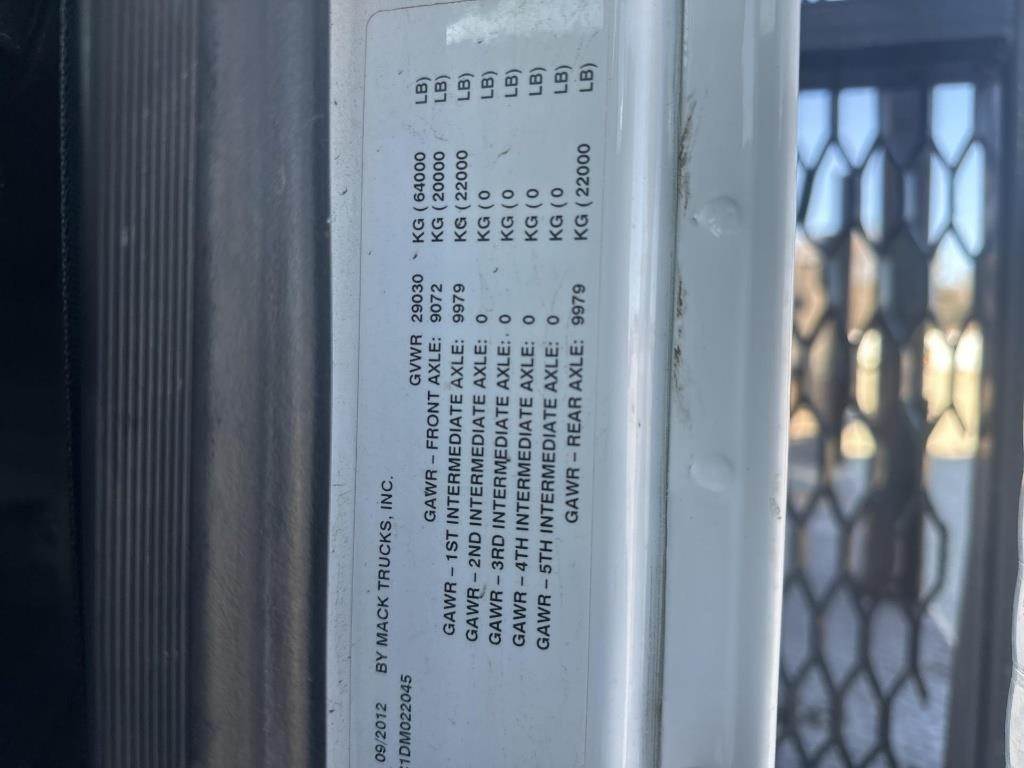 09/2012 BY MACK TRUCKS, INC.
1DM022045
GVWR 29030 KG (64000 LB)
GAWR – FRONT AXLE: 9072 KG (20000 LB)
GAWR – 1ST INTERMEDIATE AXLE: 9979 KG (22000 LB)
GAWR – 2ND INTERMEDIATE AXLE: 0 KG (0 LB)
GAWR – 3RD INTERMEDIATE AXLE: 0 KG (0 LB)
GAWR – 4TH INTERMEDIATE AXLE: 0 KG (0 LB)
GAWR – 5TH INTERMEDIATE AXLE: 0 KG (0 LB)
GAWR – REAR AXLE: 9979 KG (22000 LB)